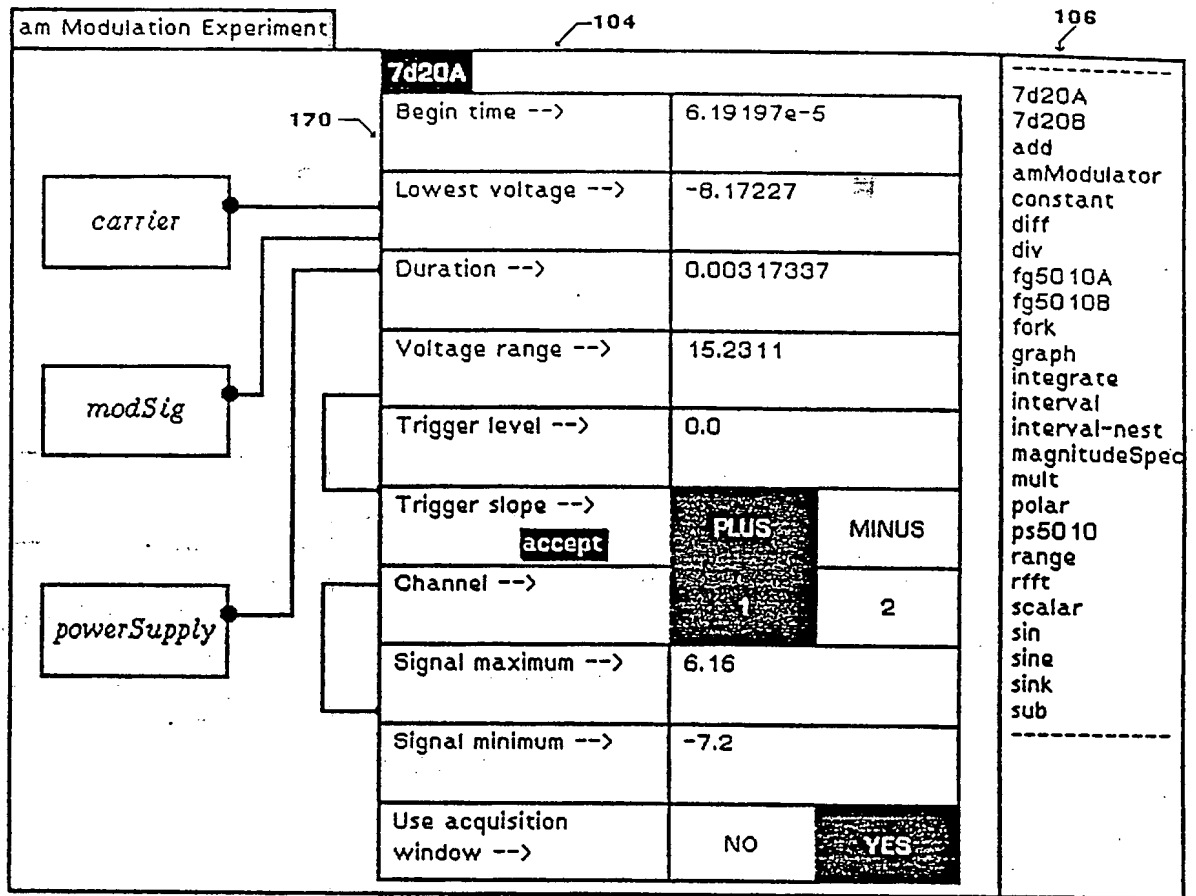 am Modulation Experiment
104
106
170
carrier
modSig
powerSupply
7d20A
Begin time --> 6.19197e-5
Lowest voltage --> -8.17227
Duration --> 0.00317337
Voltage range --> 15.2311
Trigger level --> 0.0
Trigger slope --> PLUS MINUS
accept
Channel --> 1 2
Signal maximum --> 6.16
Signal minimum --> -7.2
Use acquisition
window --> NO YES
------------
7d20A
7d20B
add
amModulator
constant
diff
div
fg5010A
fg5010B
fork
graph
integrate
interval
interval-nest
magnitudeSpec
mult
polar
ps5010
range
rfft
scalar
sin
sine
sink
sub
------------